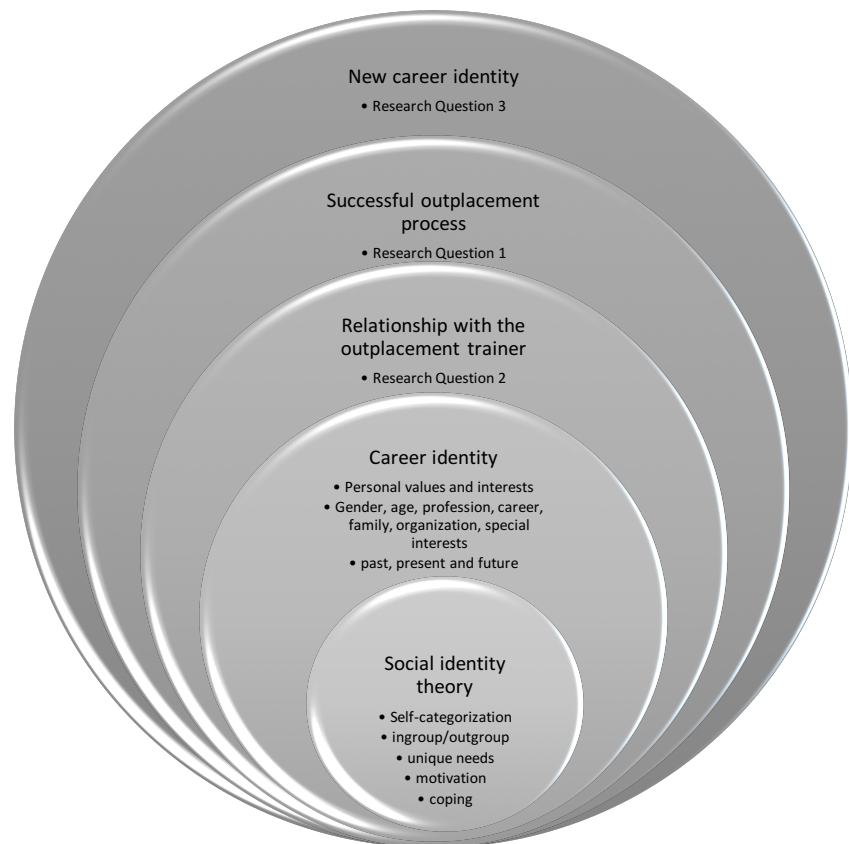 New career identity
• Research Question 3
Successful outplacement
process
• Research Question 1
Relationship with the
outplacement trainer
• Research Question 2
Career identity
• Personal values and interests
• Gender, age, profession, career,
family, organization, special
interests
• past, present and future
Social identity
theory
• Self-categorization
• ingroup/outgroup
• unique needs
• motivation
• coping